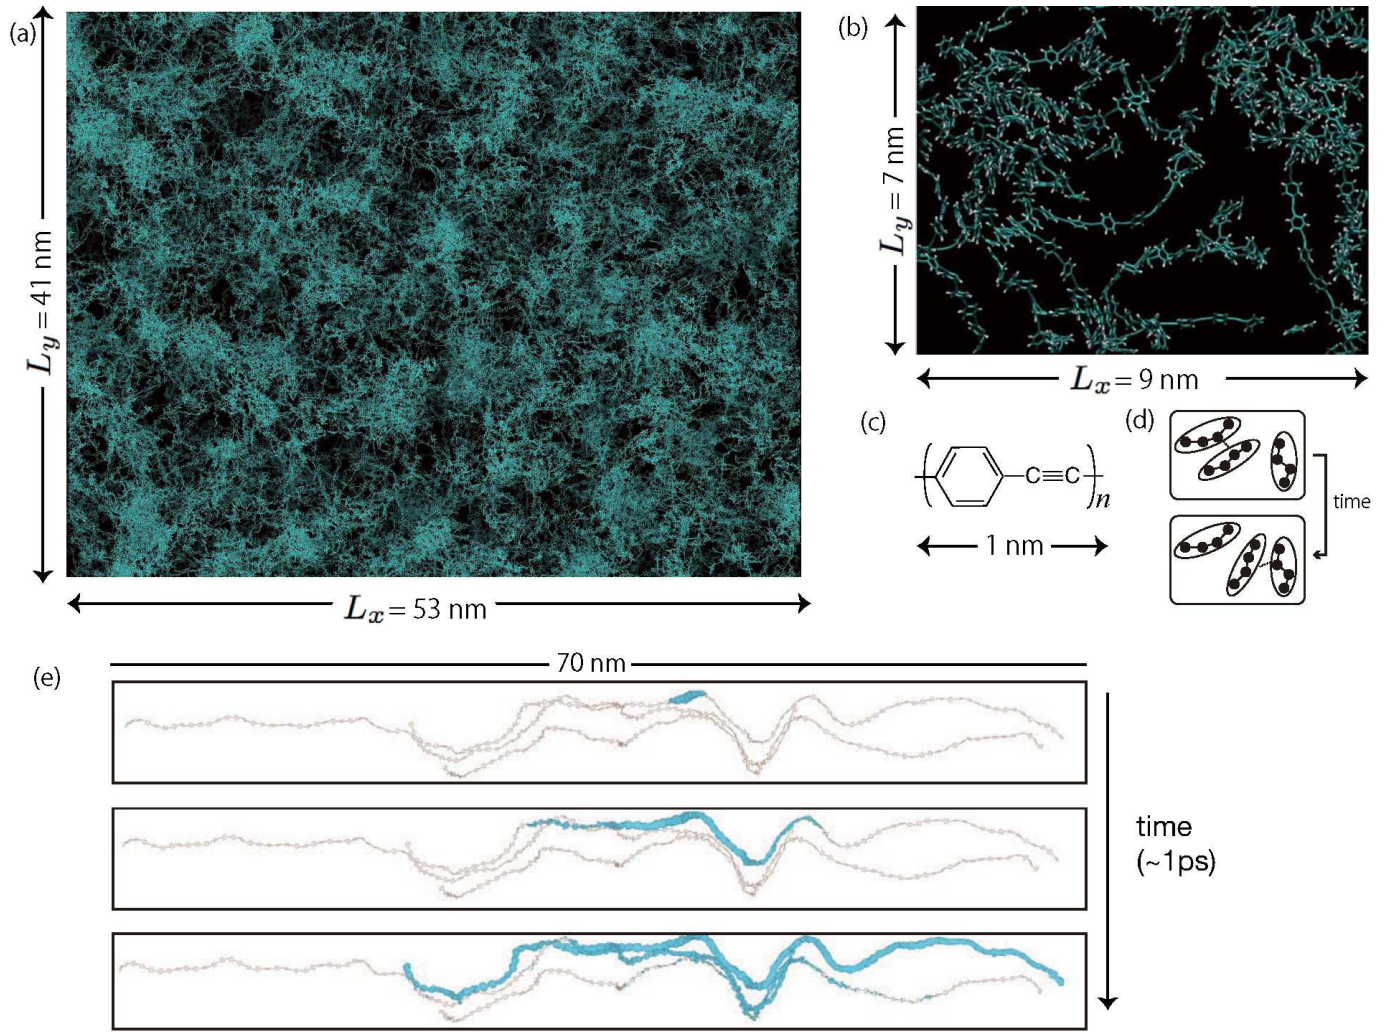 (a)
L_y = 41 nm
L_x = 53 nm
(b)
L_y = 7 nm
L_x = 9 nm
(c)
C≡C
n
1 nm
(d)
time
(e)
70 nm
time
(~1ps)